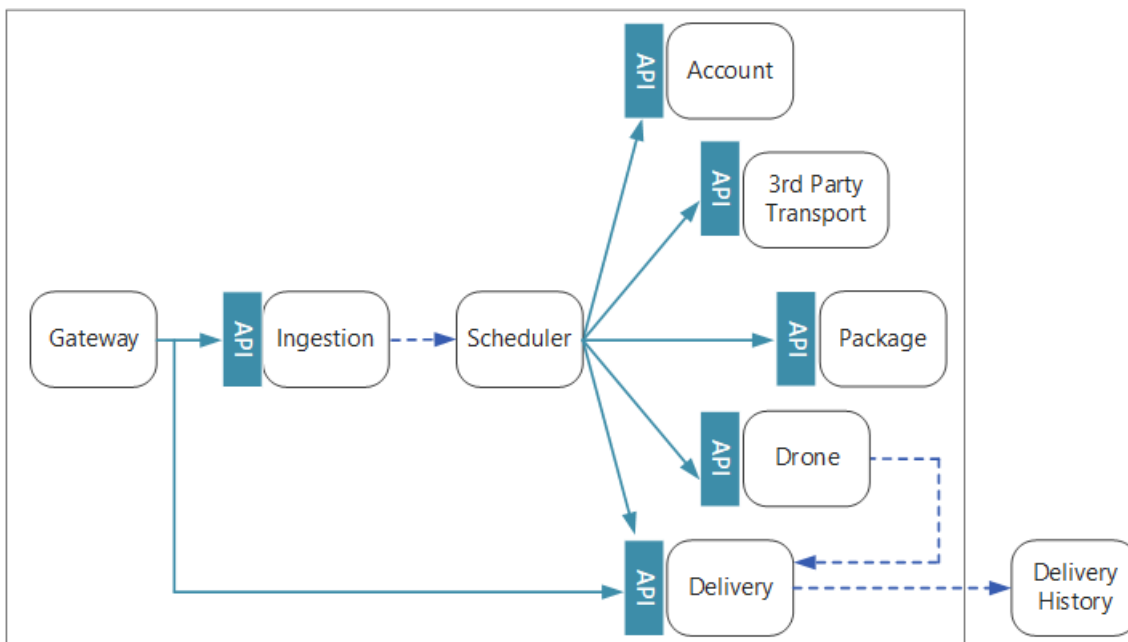 API
Account
API
3rd Party
Transport
Gateway
API
Ingestion
Scheduler
API
Package
API
Drone
API
Delivery
Delivery
History